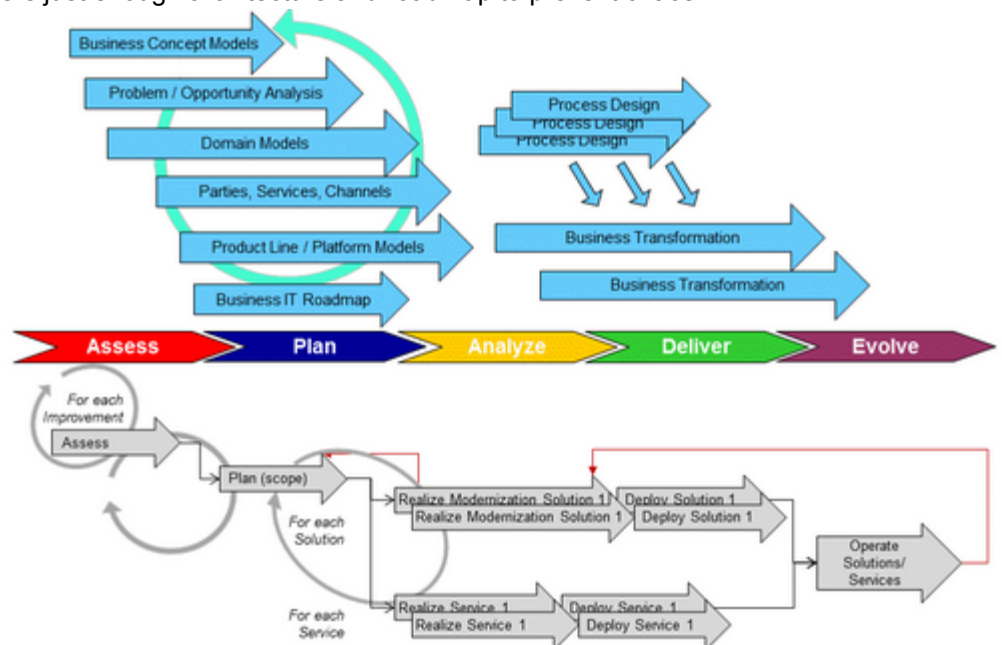 Business Concept Models
Problem / Opportunity Analysis
Domain Models
Parties, Services, Channels
Product Line / Platform Models
Business IT Roadmap
Process Design
Process Design
Process Design
Business Transformation
Business Transformation
Assess
Plan
Analyze
Deliver
Evolve
For each
Improvement
Assess
Plan (scope)
For each
Solution
For each
Service
Realize Modernization Solution 1
Realize Modernization Solution 1
Deploy Solution 1
Deploy Solution 1
Realize Service 1
Realize Service 1
Deploy Service 1
Deploy Service 1
Operate
Solutions/
Services